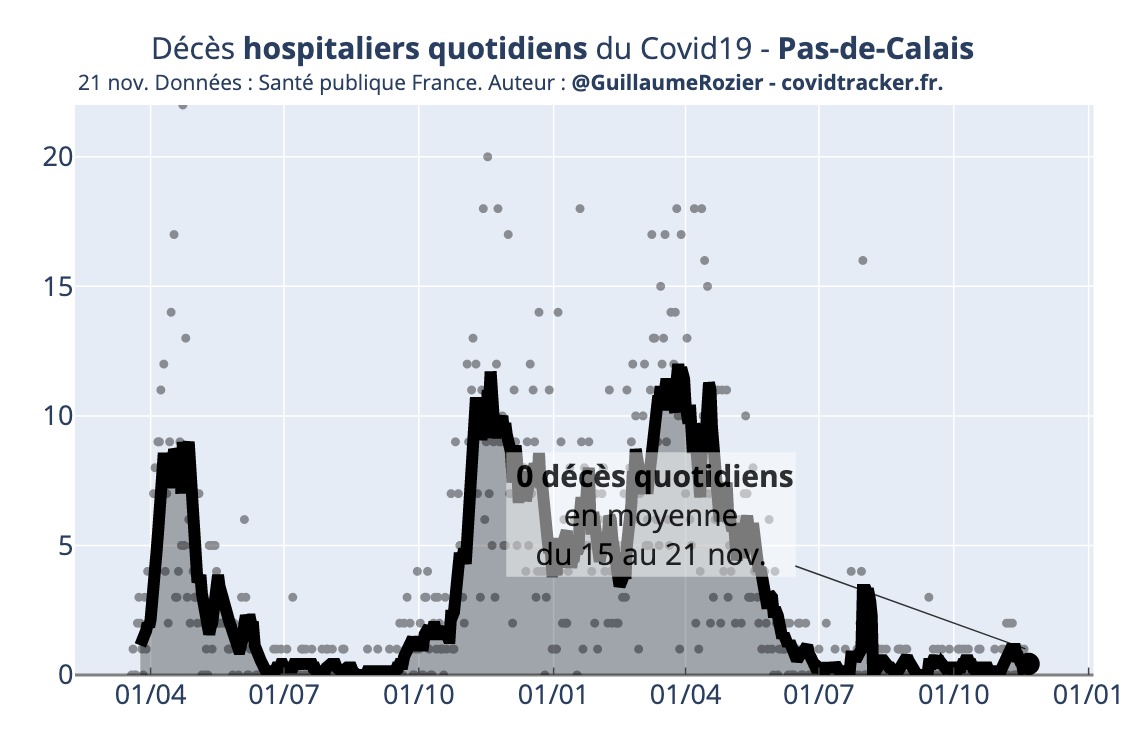 Décès hospitaliers quotidiens du Covid19 - Pas-de-Calais
21 nov. Données : Santé publique France. Auteur : @GuillaumeRozier - covidtracker.fr.
20
15
10
5
0
0 décès quotidiens
en moyenne
du 15 au 21 nov.
01/04 01/07 01/10 01/01 01/04 01/07 01/10 01/01